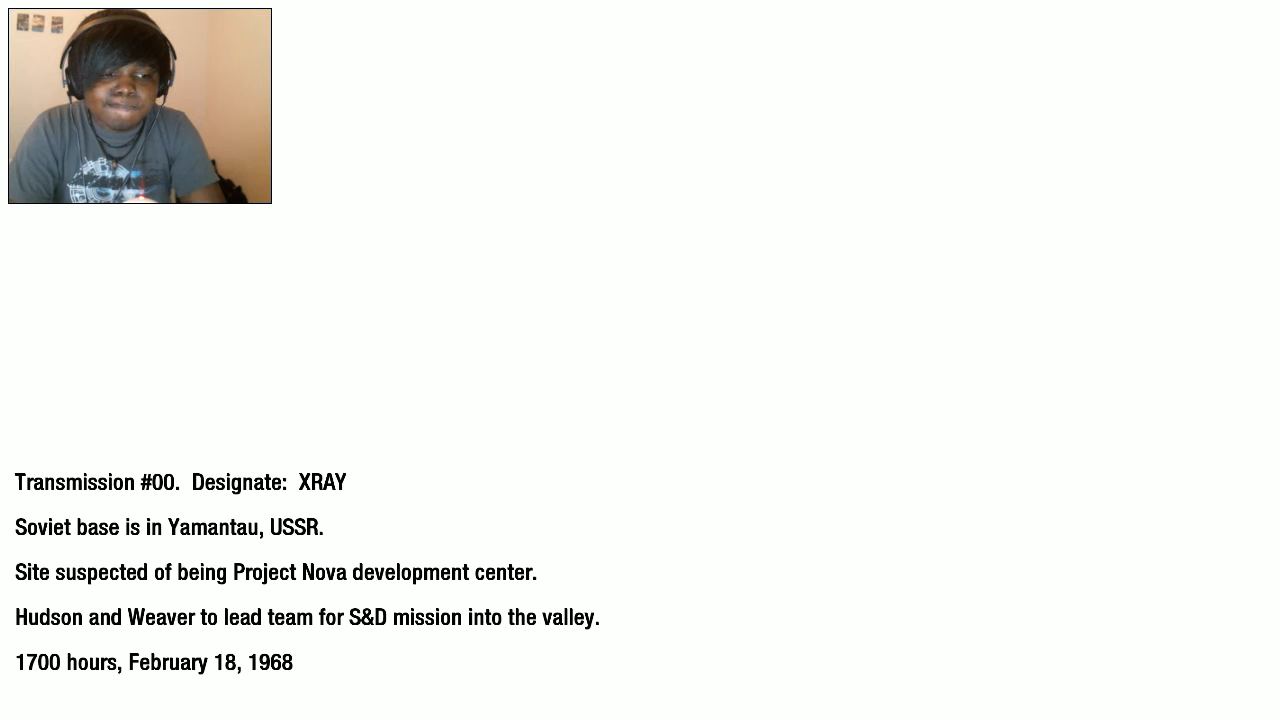 Transmission #00.  Designate:  XRAY
Soviet base is in Yamantau, USSR.
Site suspected of being Project Nova development center.
Hudson and Weaver to lead team for S&D mission into the valley.
1700 hours, February 18, 1968